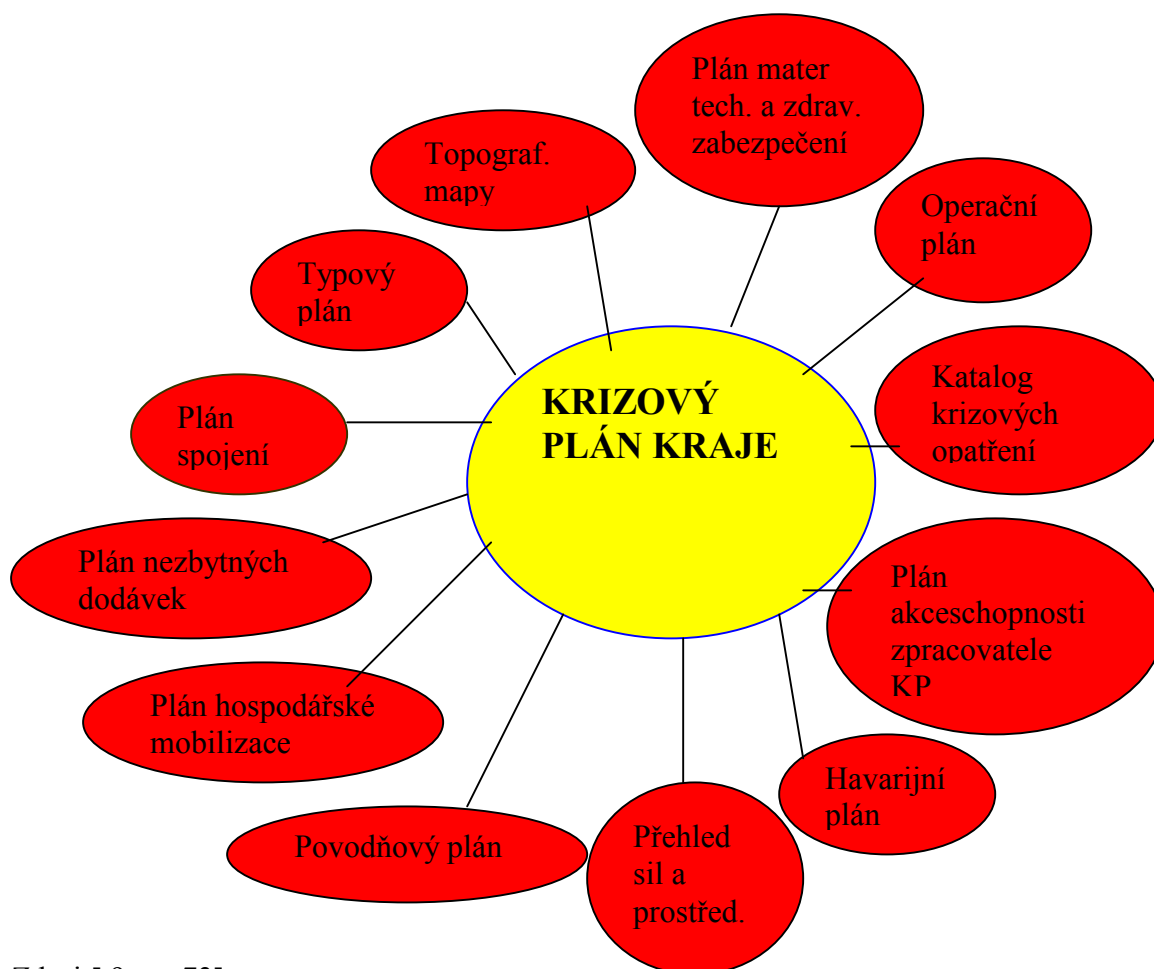 Plán mater
tech. a zdrav.
zabezpečení
Topograf.
mapy
Operační
plán
Typový
plán
Katalog
krizových
opatření
KRIZOVÝ
PLÁN KRAJE
Plán
spojení
Plán nezbytných
dodávek
Plán
akceschopnosti
zpracovatele
KP
Plán hospodářské
mobilizace
Havarijní
plán
Povodňový plán
Přehled
sil a
prostřed.